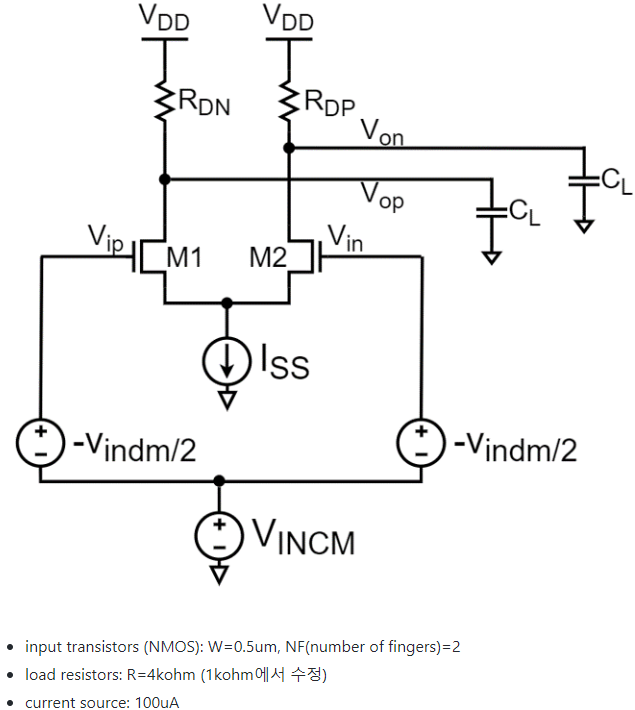 VDD VDD
RDN RDP
Von
CL
Vop
CL
Vip Vin
M1 M2
ISS
-Vindm/2 -Vindm/2
VINCM
• input transistors (NMOS): W=0.5um, NF(number of fingers)=2
• load resistors: R=4kohm (1kohm에서 수정)
• current source: 100uA